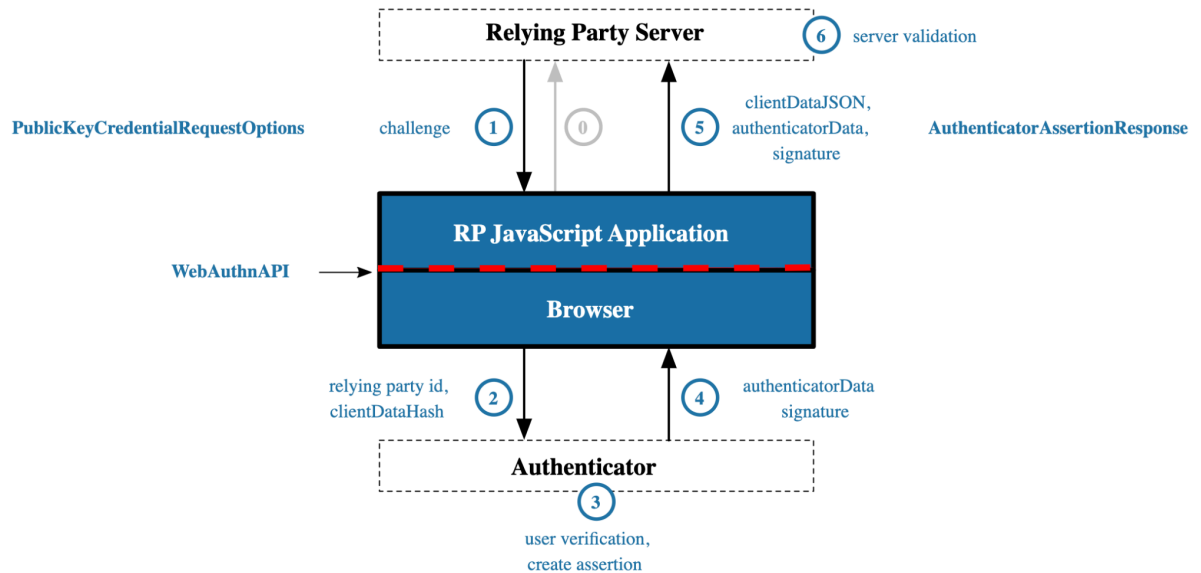 Relying Party Server
6 server validation
PublicKeyCredentialRequestOptions
challenge
1
0
5
clientDataJSON,
authenticatorData,
signature
AuthenticatorAssertionResponse
RP JavaScript Application
WebAuthnAPI
Browser
relying party id,
clientDataHash
2
4
authenticatorData
signature
Authenticator
3
user verification,
create assertion